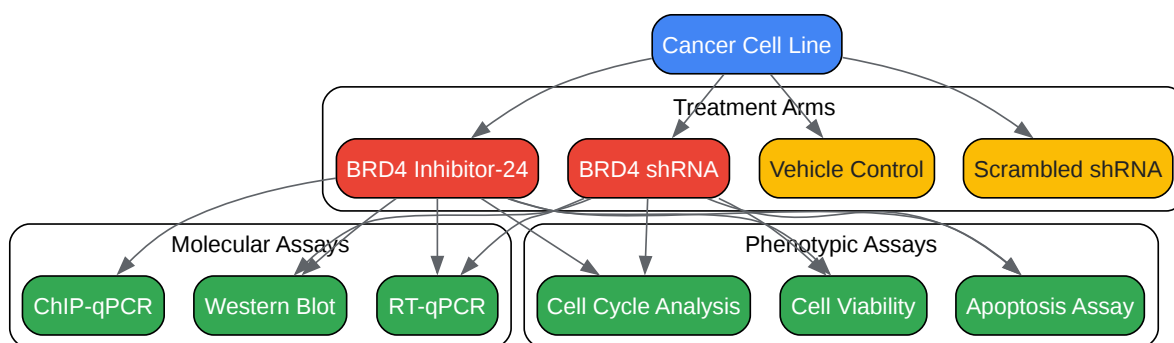 Cancer Cell Line
Treatment Arms
BRD4 Inhibitor-24
BRD4 shRNA
Vehicle Control
Scrambled shRNA
Molecular Assays
Phenotypic Assays
ChIP-qPCR
Western Blot
RT-qPCR
Cell Cycle Analysis
Cell Viability
Apoptosis Assay